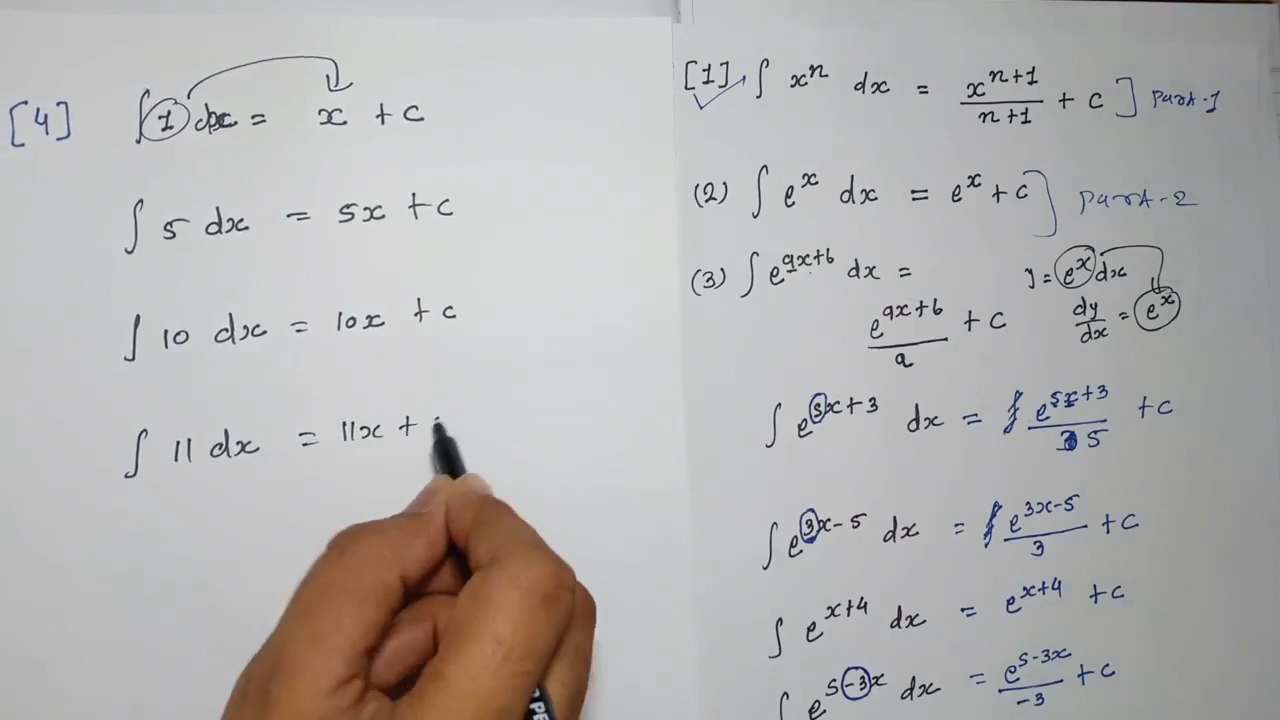 [4] ∫ 1 dx = x + c
∫ 5 dx = 5x + c
∫ 10 dx = 10x + c
∫ 11 dx = 11x +
[1] ∫ xⁿ dx = xⁿ⁺¹/n+1 + c ] Part-1
(2) ∫ eˣ dx = eˣ + c ] Part-2
(3) ∫ e^ax+b dx =
e^ax+b/a + c
y = eˣ dx
dy/dx = eˣ
∫ e^5x+3 dx = e^5x+3/5 + c
∫ e^3x-5 dx = e^3x-5/3 + c
∫ e^x+4 dx = e^x+4 + c
∫ e^5-3x dx = e^5-3x/-3 + c